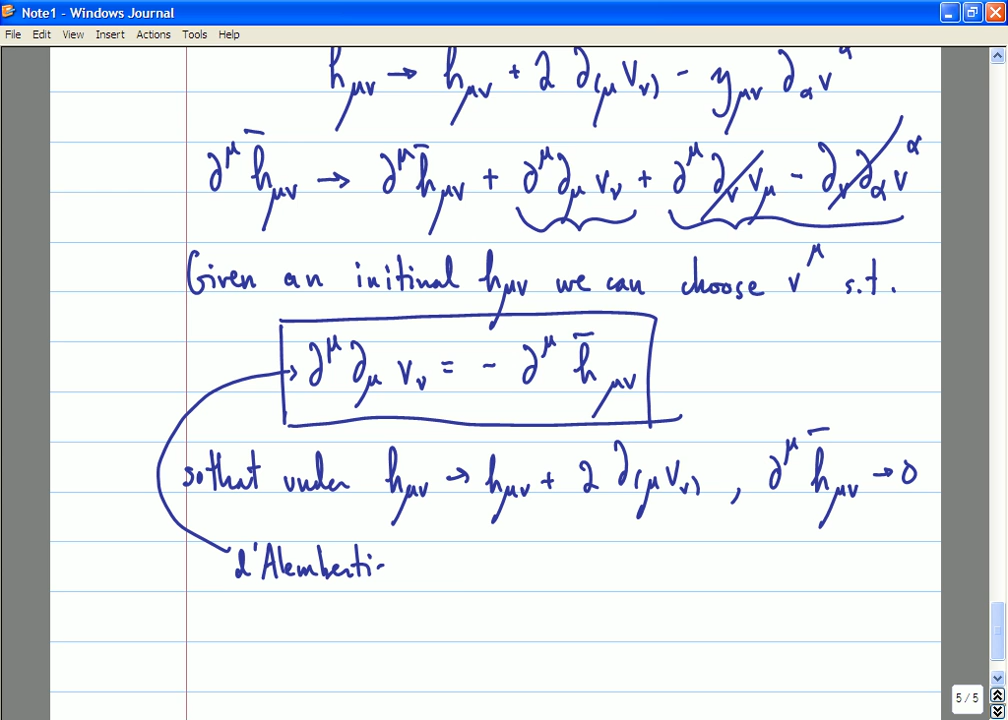 Note1 - Windows Journal
File Edit View Insert Actions Tools Help
h_μν → h_μν + 2 ∂_(μ V_ν) - η_μν ∂_α v^α
∂^μ h̄_μν → ∂^μ h̄_μν + ∂^μ ∂_μ v_ν + ∂^μ ∂_ν v_μ - ∂_ν ∂_α v^α
Given an initinal h_μν we can choose v^μ s.t.
∂^μ ∂_μ v_ν = - ∂^μ h̄_μν
so that under h_μν → h_μν + 2 ∂_(μ V_ν) , ∂^μ h̄_μν → 0
d'Alemberti
5 / 5